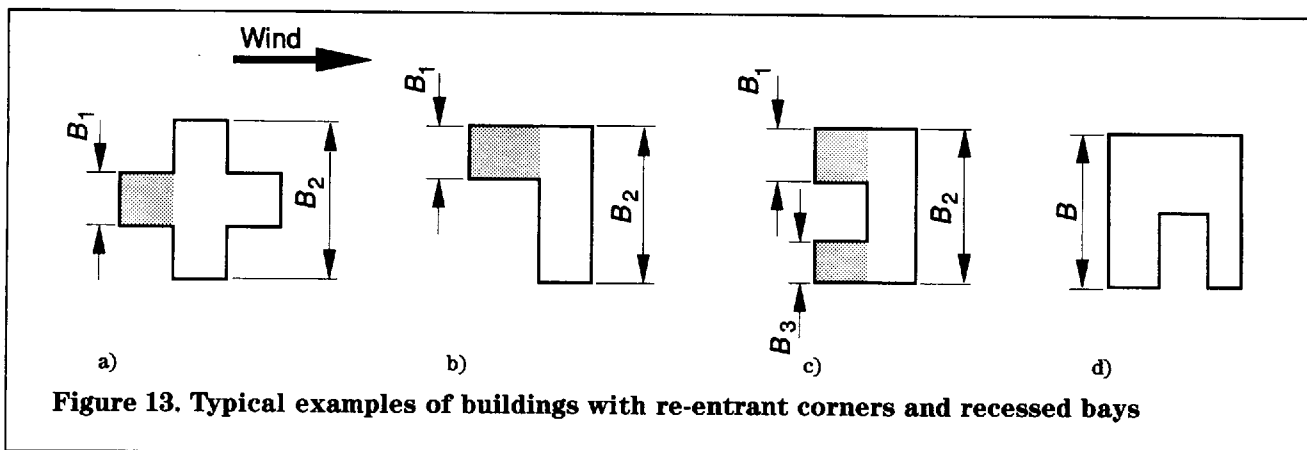 Wind
B1
B2
a)
B1
B2
b)
B1
B2
B3
c)
B
d)
Figure 13. Typical examples of buildings with re-entrant corners and recessed bays